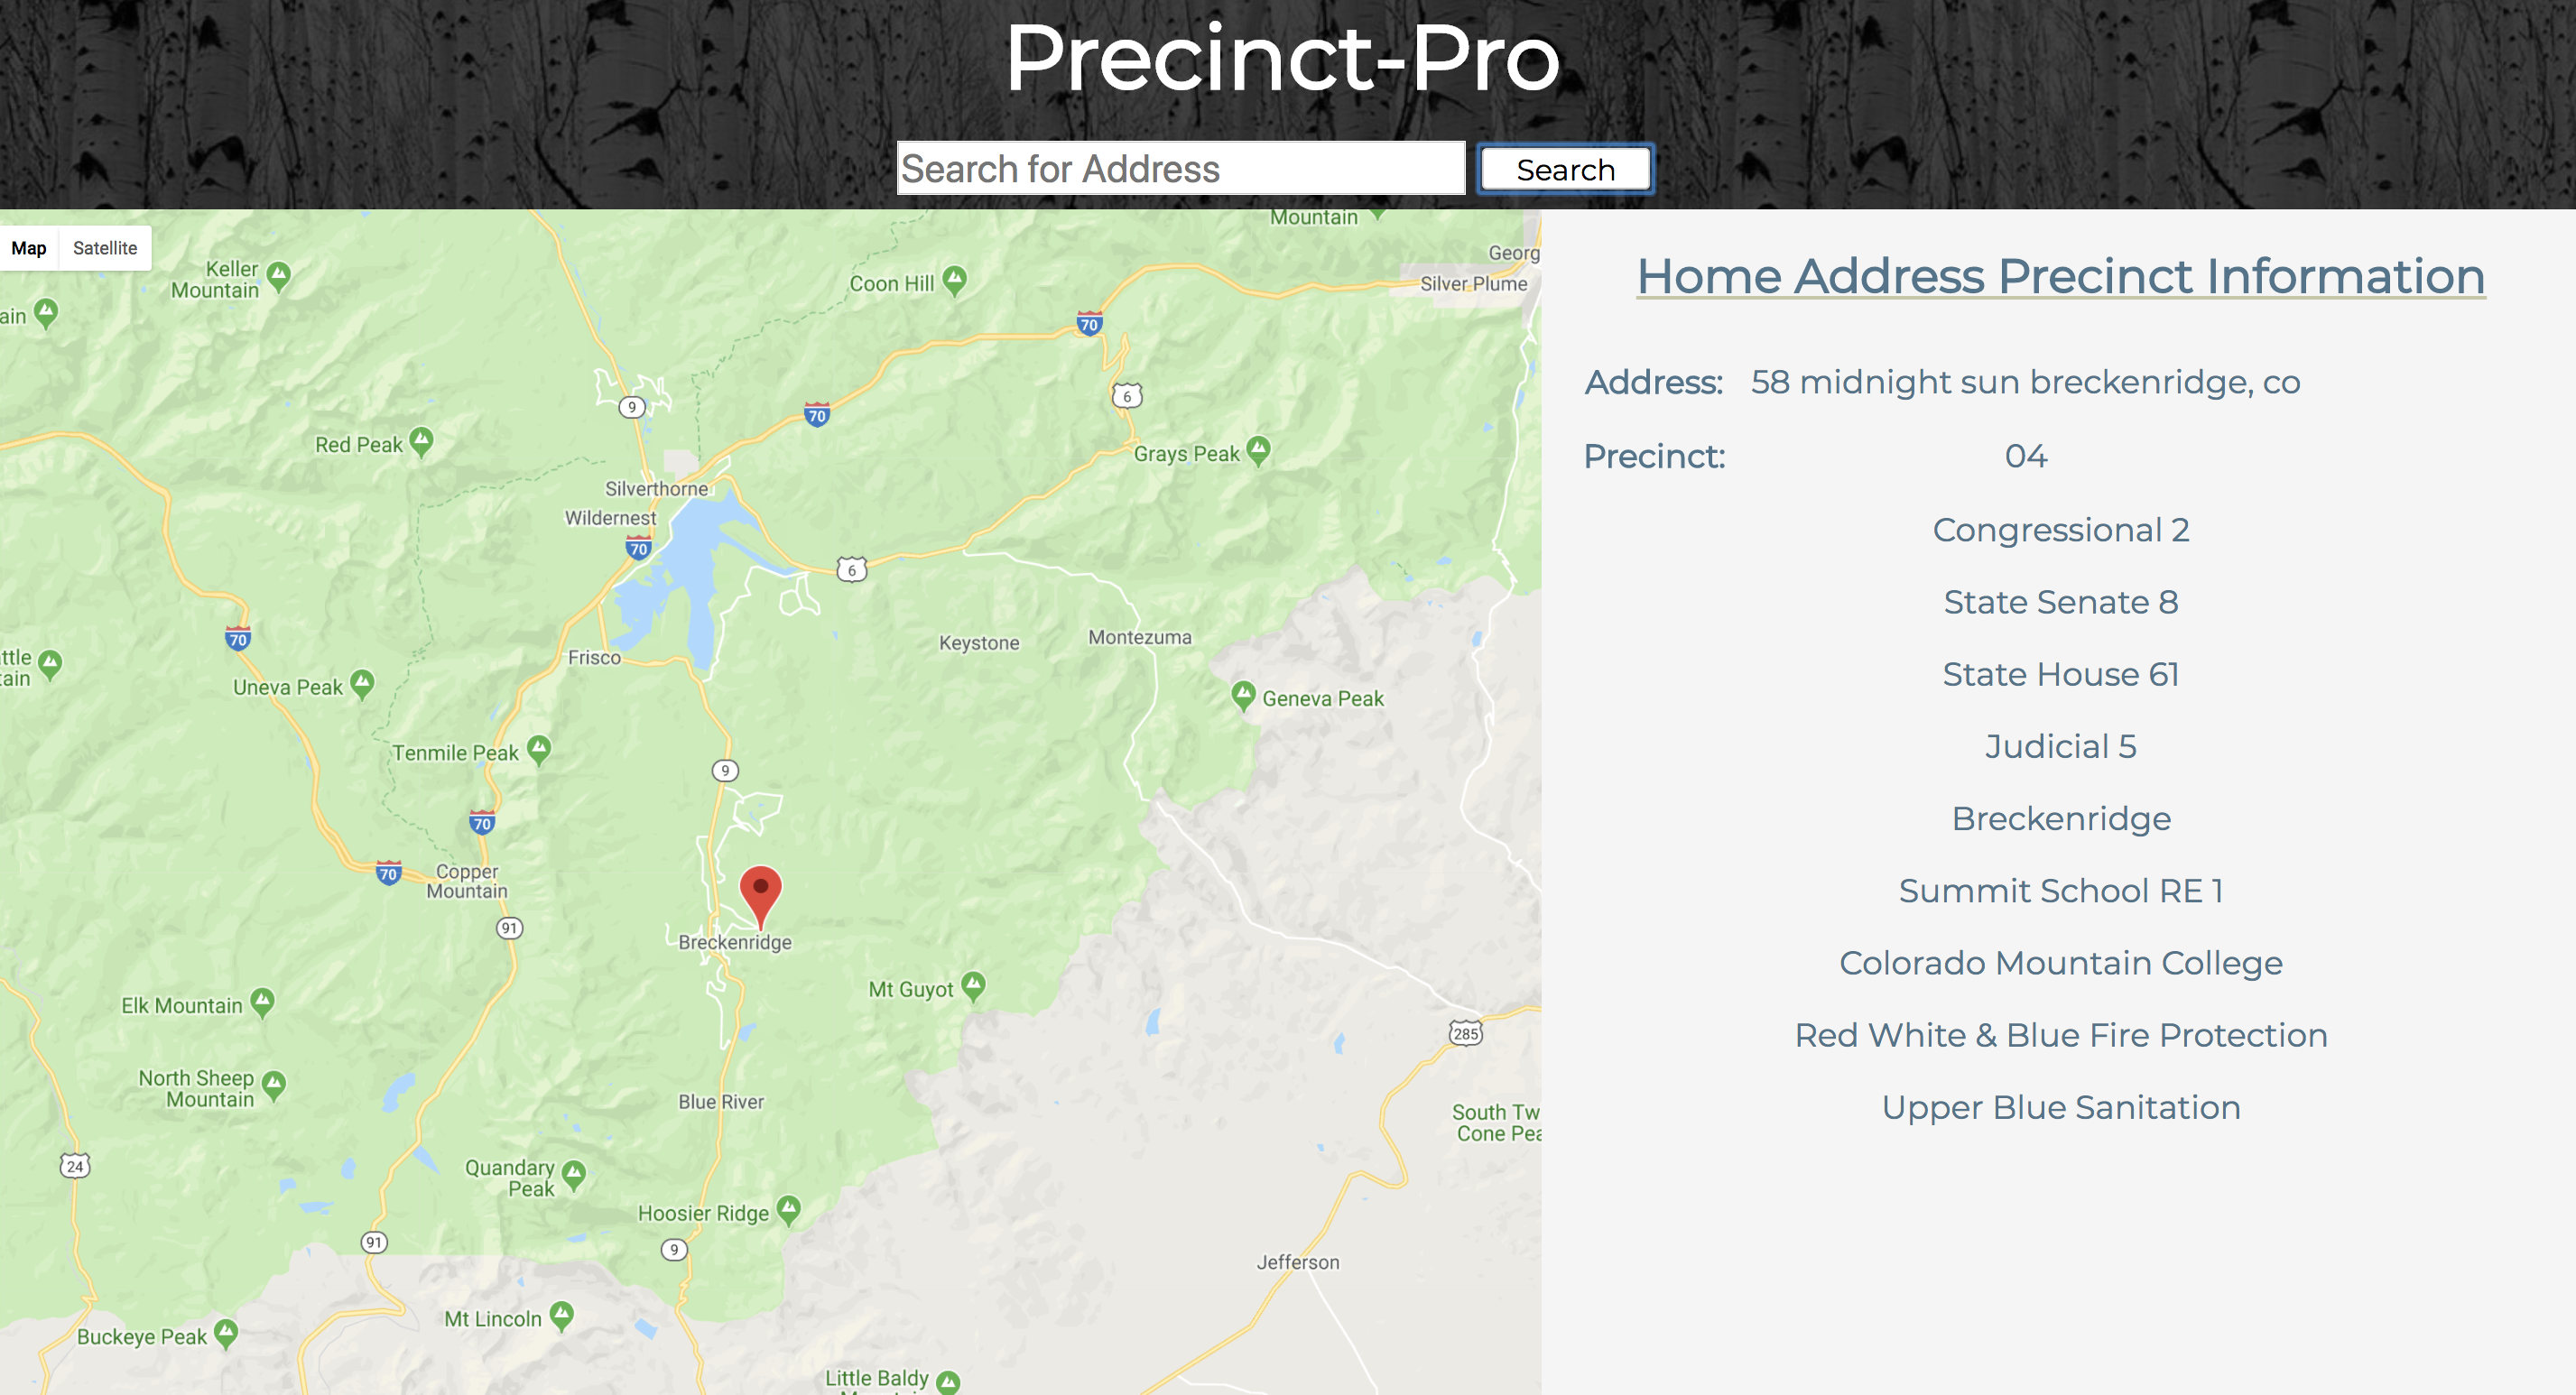 Precinct-Pro
Search for Address
Search
Map
Satellite
Mountain
Georg
Silver Plume
Keller
Mountain
Coon Hill
ain
70
70
9
6
Red Peak
Grays Peak
Silverthorne
Wildernest
70
6
70
Keystone
Montezuma
Frisco
ttle
tain
Uneva Peak
Geneva Peak
Tenmile Peak
9
70
70
Copper
Mountain
91
Breckenridge
Mt Guyot
Elk Mountain
285
North Sheep
Mountain
Blue River
South Tw
Cone Pea
24
Quandary
Peak
Hoosier Ridge
91
9
Jefferson
Mt Lincoln
Buckeye Peak
Little Baldy
Home Address Precinct Information
Address: 58 midnight sun breckenridge, co
Precinct: 04
Congressional 2
State Senate 8
State House 61
Judicial 5
Breckenridge
Summit School RE 1
Colorado Mountain College
Red White & Blue Fire Protection
Upper Blue Sanitation